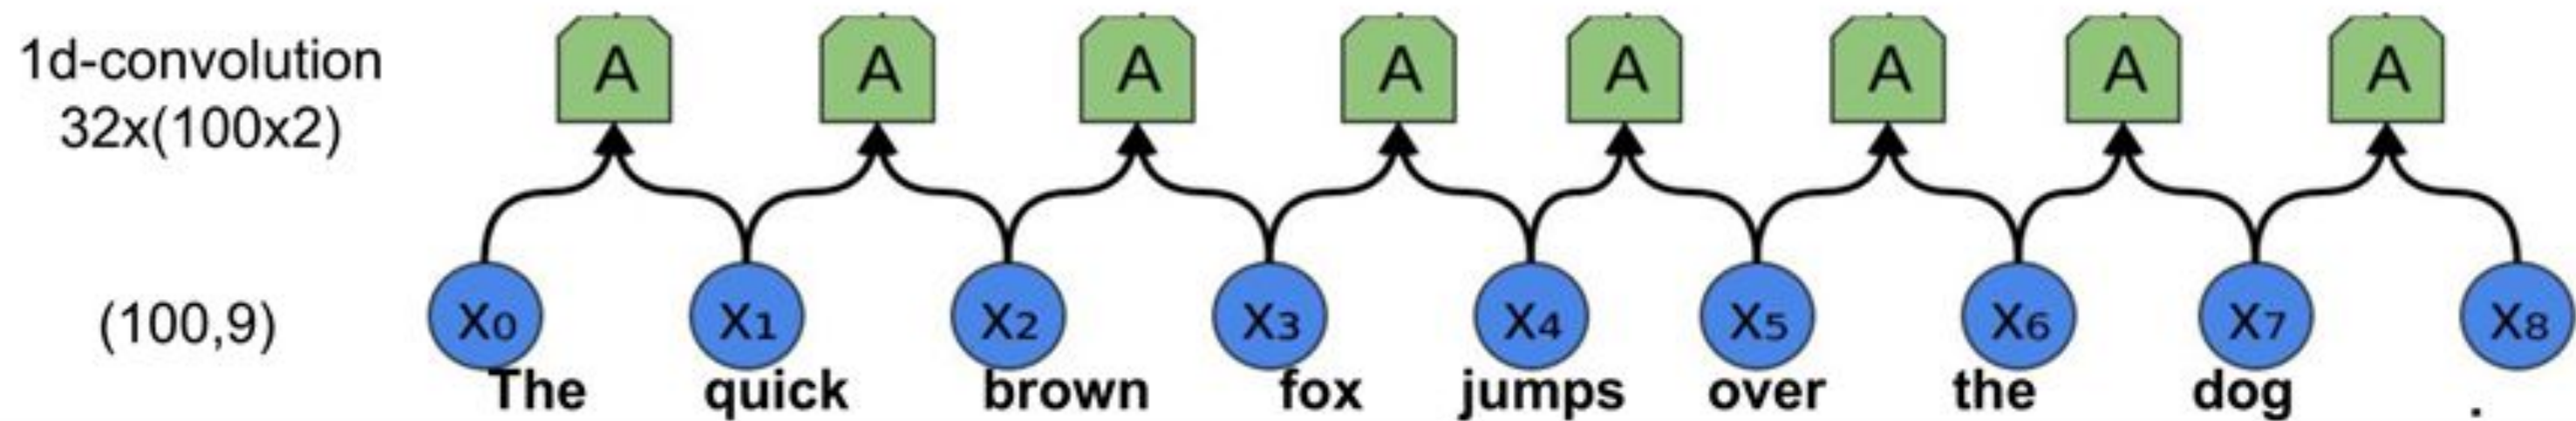 1d-convolution
32x(100x2)
A A A A A A A A
(100,9)
X0 X1 X2 X3 X4 X5 X6 X7 X8
The quick brown fox jumps over the dog .